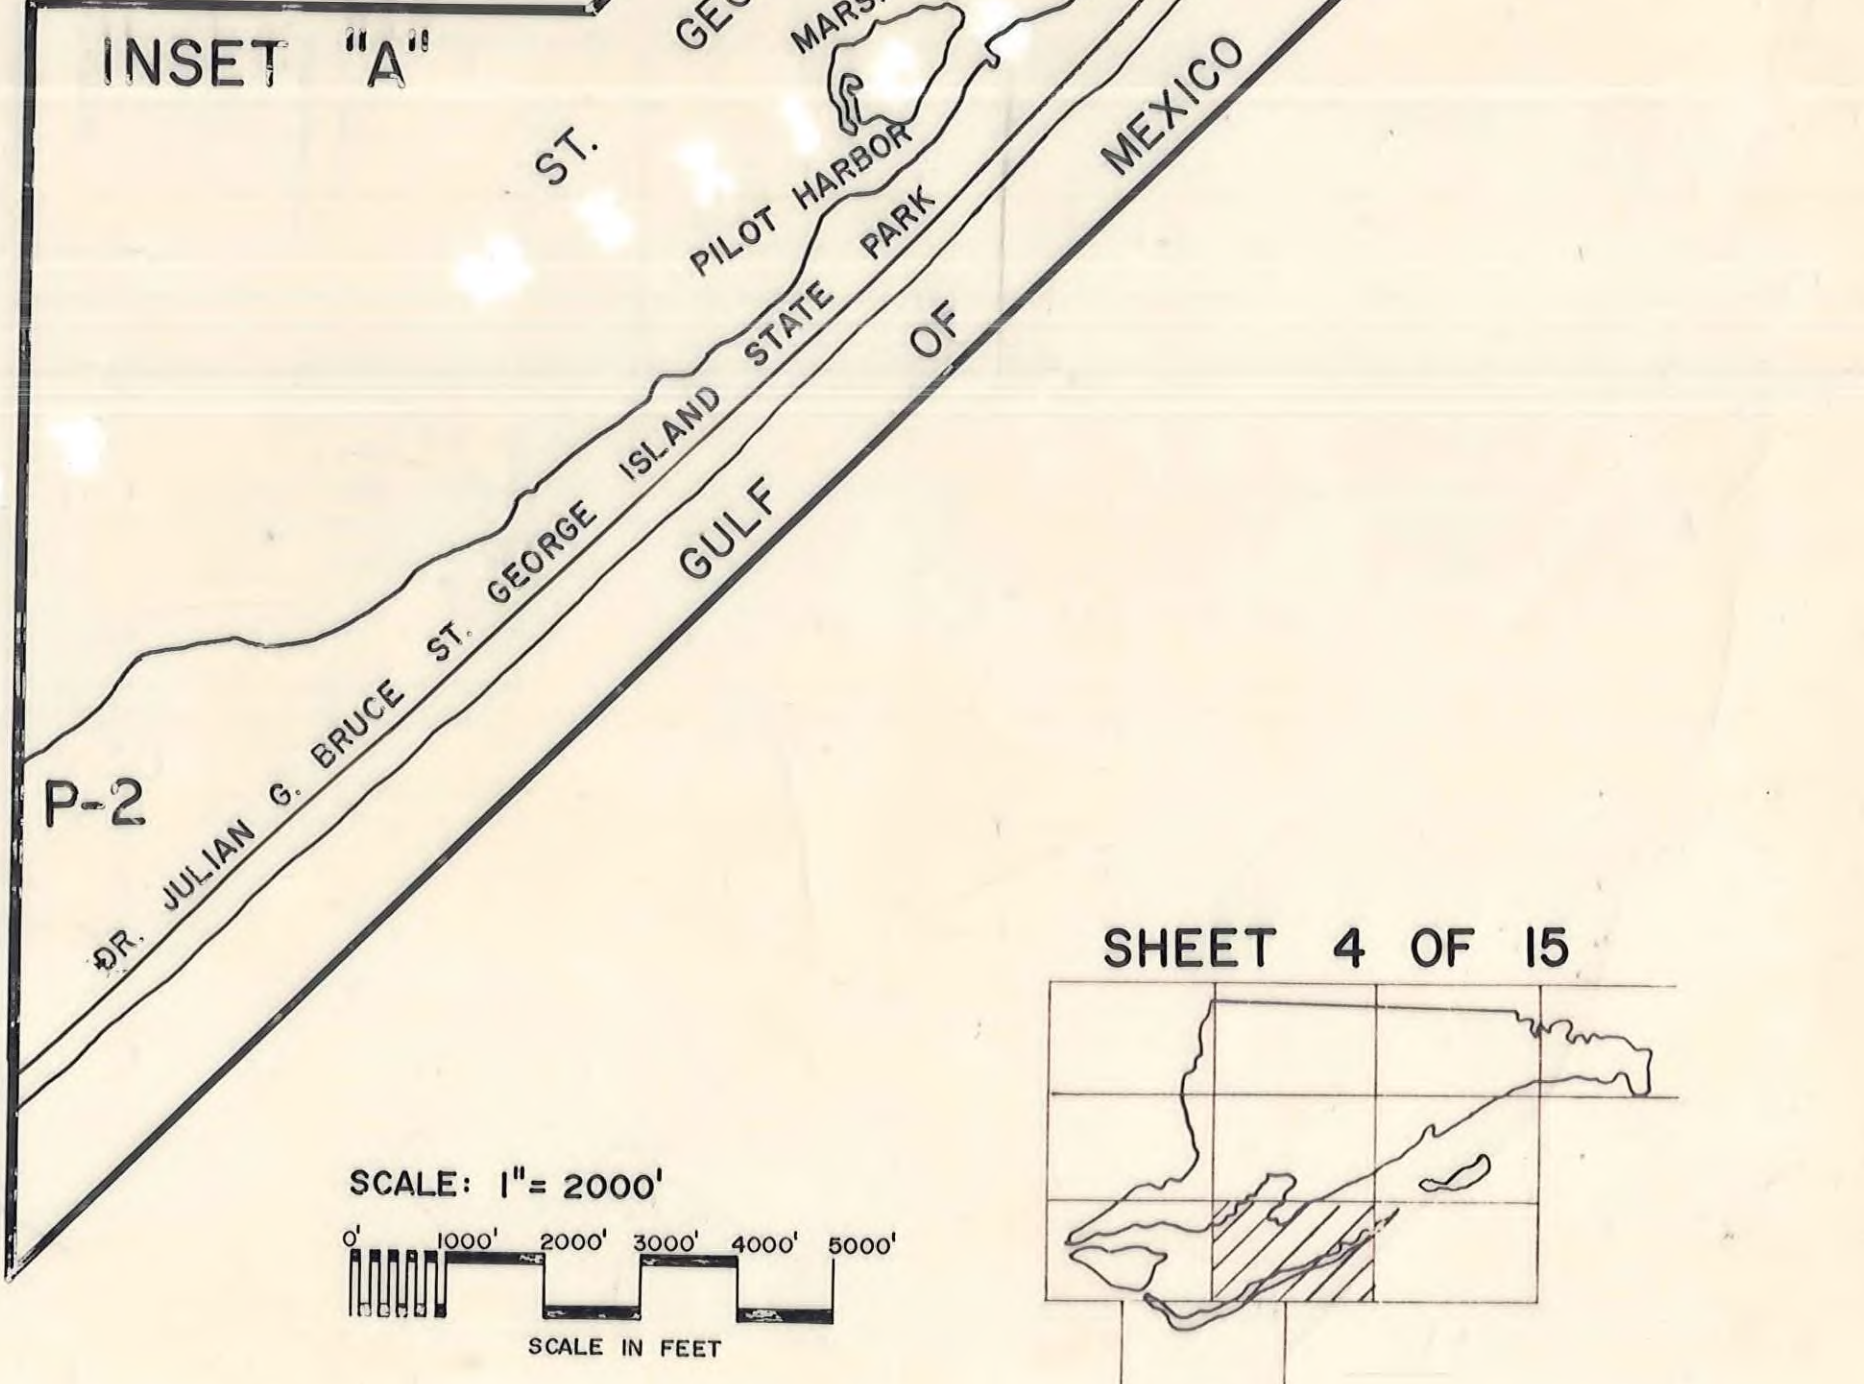 INSET "A"
ST.
PILOT HARBOR
DR. JULIAN G. BRUCE ST. GEORGE ISLAND STATE PARK
GULF OF MEXICO
P-2
SHEET 4 OF 15
SCALE: 1"= 2000'
0' 1000' 2000' 3000' 4000' 5000'
SCALE IN FEET